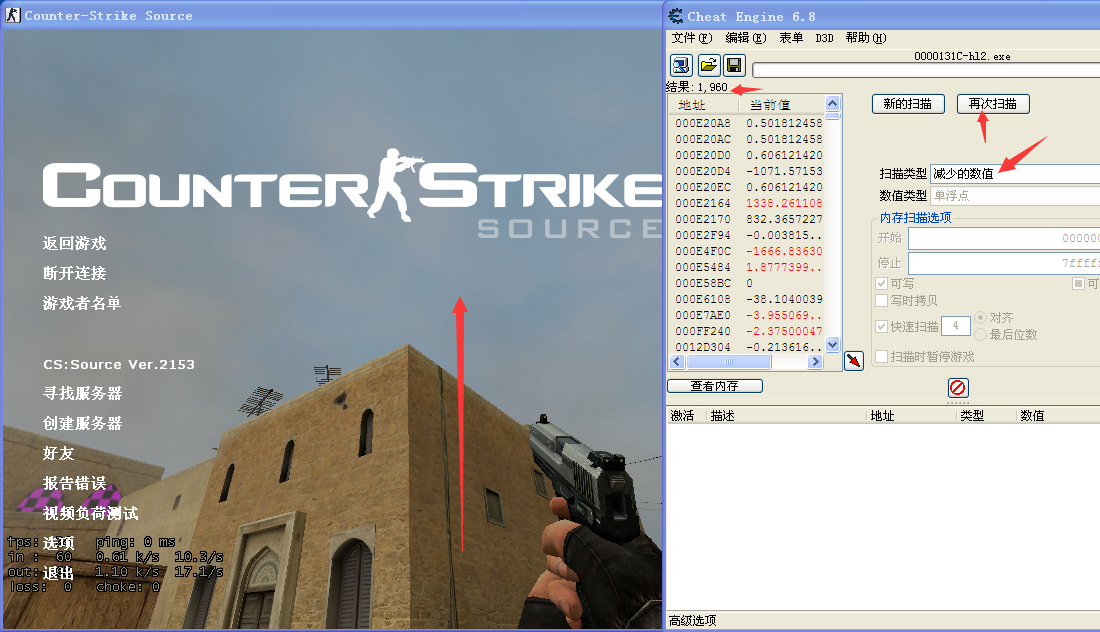 Counter-Strike Source
COUNTER STRIKE
SOURCE
返回游戏
断开连接
游戏者名单
CS:Source Ver.2153
寻找服务器
创建服务器
好友
报告错误
视频负荷测试
选项
退出
fps: ping: 0 ms
in : 60 0.61 k/s 10.3/s
out: 1.10 k/s 17.1/s
loss: 0 choke: 0
Cheat Engine 6.8
文件(F) 编辑(E) 表单 D3D 帮助(H)
0000131C-hl2.exe
结果:1,960
地址 当前值
000E20A8 0.501812458
000E20AC 0.501812458
000E20D0 0.606121420
000E20D4 -1071.57153
000E20EC 0.606121420
000E2164 1338.261108
000E2170 832.3657227
000E2F94 -0.003815..
000E4F0C -1666.83630
000E5484 1.8777399..
000E58BC 0
000E6108 -38.1040039
000E7AE0 -3.955069..
000FF240 -2.37500047
0012D304 -0.213616..
新的扫描 再次扫描
扫描类型 减少的数值
数值类型 单浮点
内存扫描选项
开始 000000
停止 7fffff
可写 可
写时拷贝
快速扫描 4 对齐
最后位数
扫描时暂停游戏
查看内存
激活 描述 地址 类型 数值
高级选项